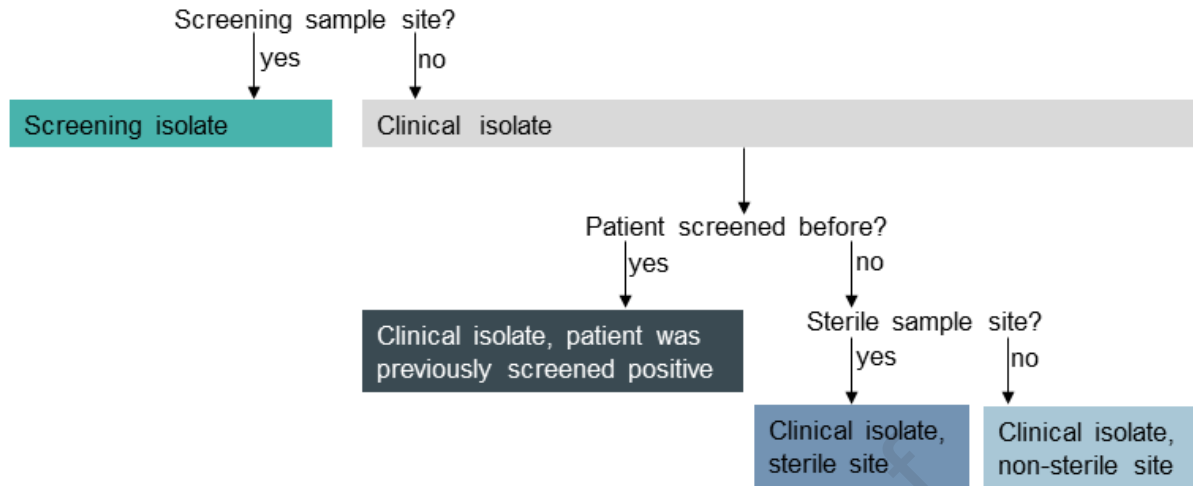 Screening sample site?
yes
no
Screening isolate
Clinical isolate
Patient screened before?
yes
no
Clinical isolate, patient was
previously screened positive
Sterile sample site?
yes
no
Clinical isolate,
sterile site
Clinical isolate,
non-sterile site